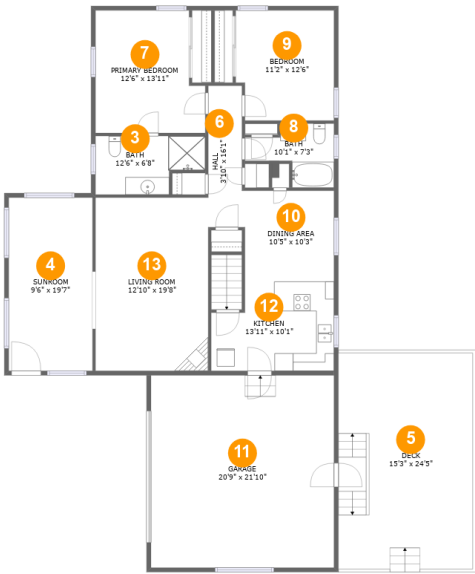 7
PRIMARY BEDROOM
12'6" x 13'11"
9
BEDROOM
11'2" x 12'6"
6
HALL
3'10" x 16'1"
3
BATH
12'6" x 6'8"
8
BATH
10'1" x 7'3"
4
SUNROOM
9'6" x 19'7"
13
LIVING ROOM
12'10" x 19'8"
10
DINING AREA
10'5" x 10'3"
12
KITCHEN
13'11" x 10'1"
11
GARAGE
20'9" x 21'10"
5
DECK
15'3" x 24'5"